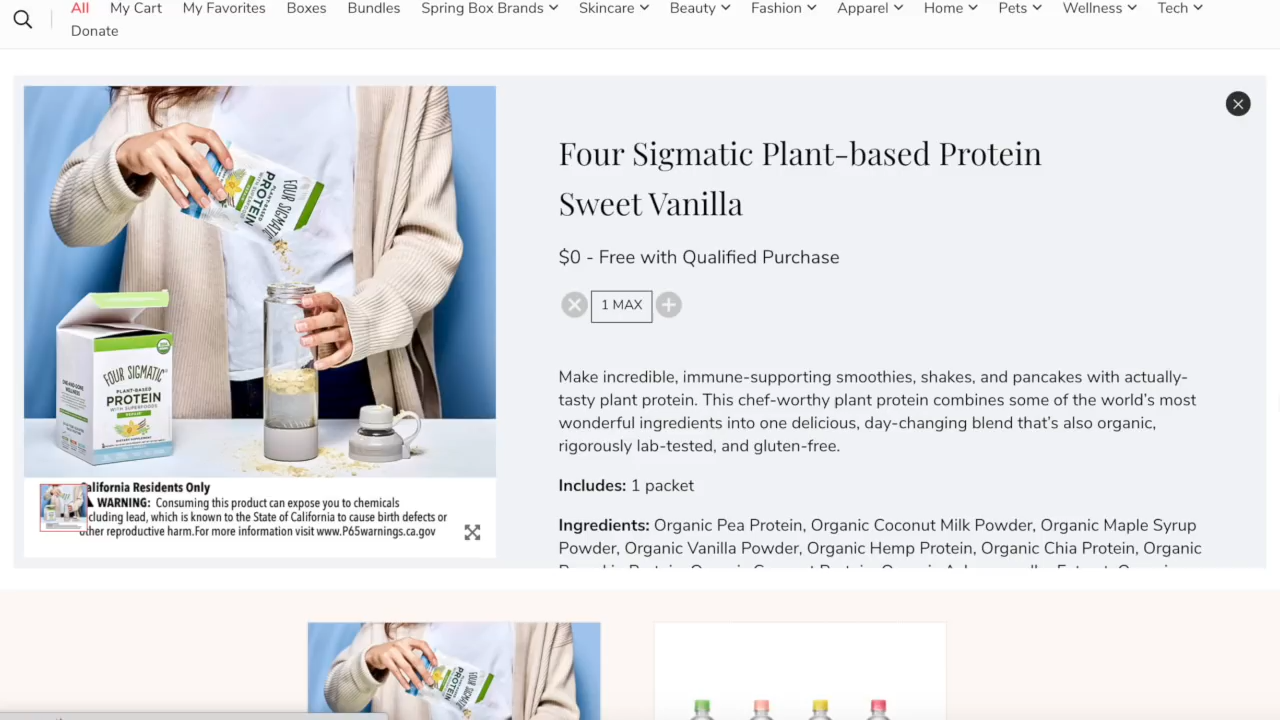 All My Cart My Favorites Boxes Bundles Spring Box Brands Skincare Beauty Fashion Apparel Home Pets Wellness Tech
Donate
Four Sigmatic Plant-based Protein
Sweet Vanilla
$0 - Free with Qualified Purchase
1 MAX
Make incredible, immune-supporting smoothies, shakes, and pancakes with actually-
tasty plant protein. This chef-worthy plant protein combines some of the world's most
wonderful ingredients into one delicious, day-changing blend that's also organic,
rigorously lab-tested, and gluten-free.
Includes: 1 packet
Ingredients: Organic Pea Protein, Organic Coconut Milk Powder, Organic Maple Syrup
Powder, Organic Vanilla Powder, Organic Hemp Protein, Organic Chia Protein, Organic
FOUR SIGMATIC
PLANT-BASED
PROTEIN
FOUR SIGMATIC
PLANT-BASED
PROTEIN
WITH SUPERFOODS
alifornia Residents Only
WARNING: Consuming this product can expose you to chemicals
cluding lead, which is known to the State of California to cause birth defects or
other reproductive harm.For more information visit www.P65warnings.ca.gov
PROTEIN